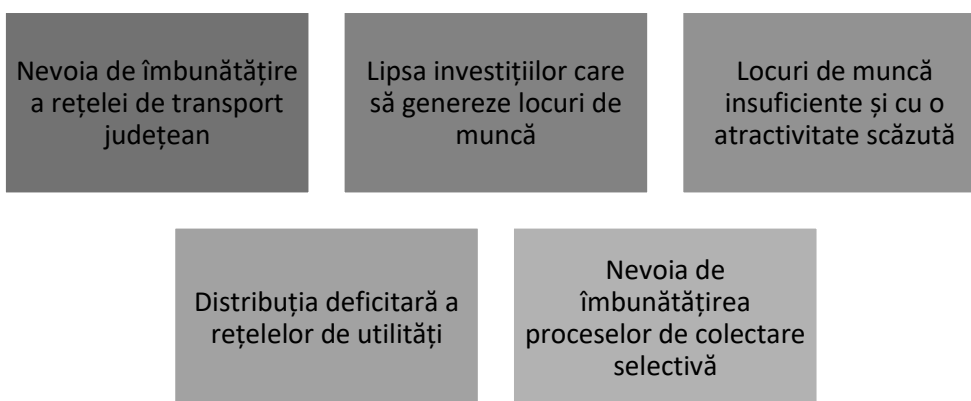 Nevoia de îmbunătățire
a rețelei de transport
județean
Lipsa investițiilor care
să genereze locuri de
muncă
Locuri de muncă
insuficiente și cu o
atractivitate scăzută
Distribuția deficitară a
rețelelor de utilități
Nevoia de
îmbunătățirea
proceselor de colectare
selectivă